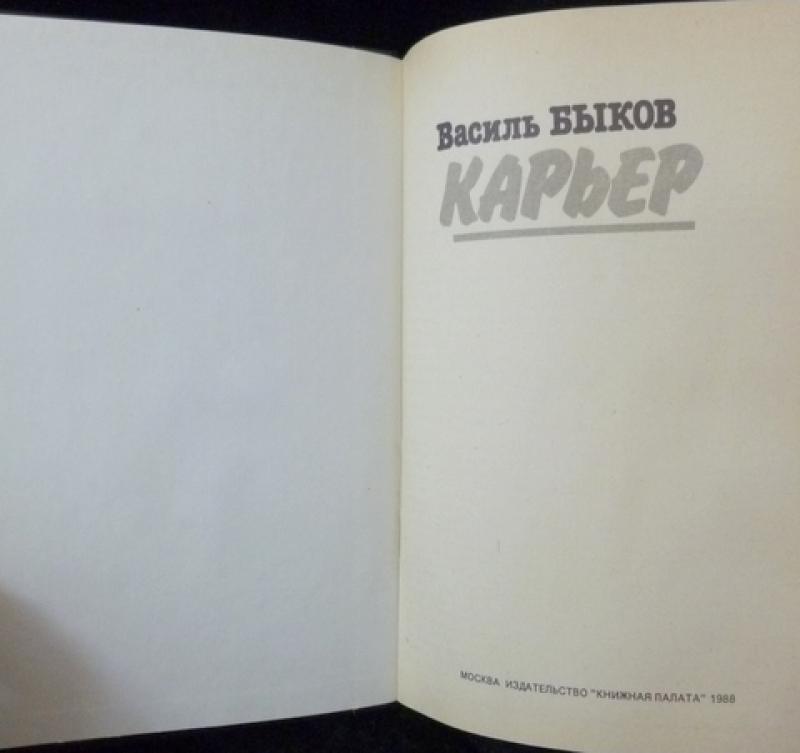 Василь БЫКОВ
КАРЬЕР
МОСКВА ИЗДАТЕЛЬСТВО "КНИЖНАЯ ПАЛАТА" 1988